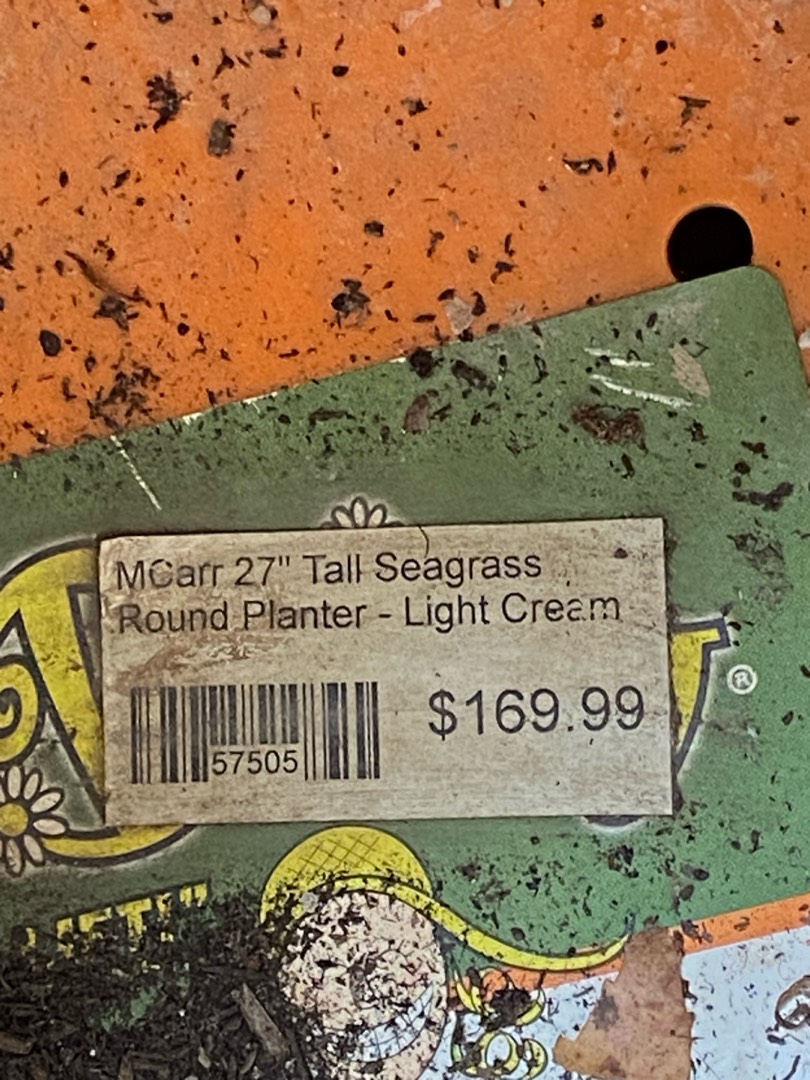 MCarr 27" Tall Seagrass
Round Planter - Light Cream
$169.99
57505
®